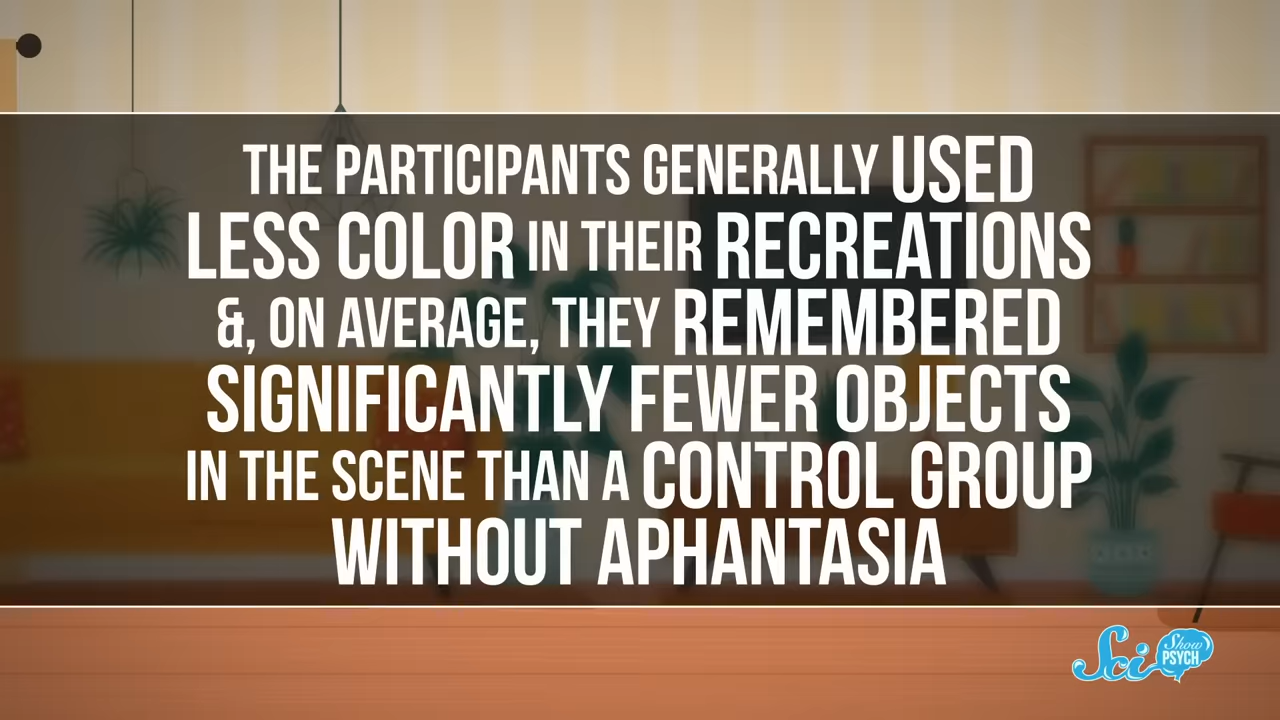 THE PARTICIPANTS GENERALLY USED
LESS COLOR IN THEIR RECREATIONS
&, ON AVERAGE, THEY REMEMBERED
SIGNIFICANTLY FEWER OBJECTS
IN THE SCENE THAN A CONTROL GROUP
WITHOUT APHANTASIA
Sci Show
PSYCH